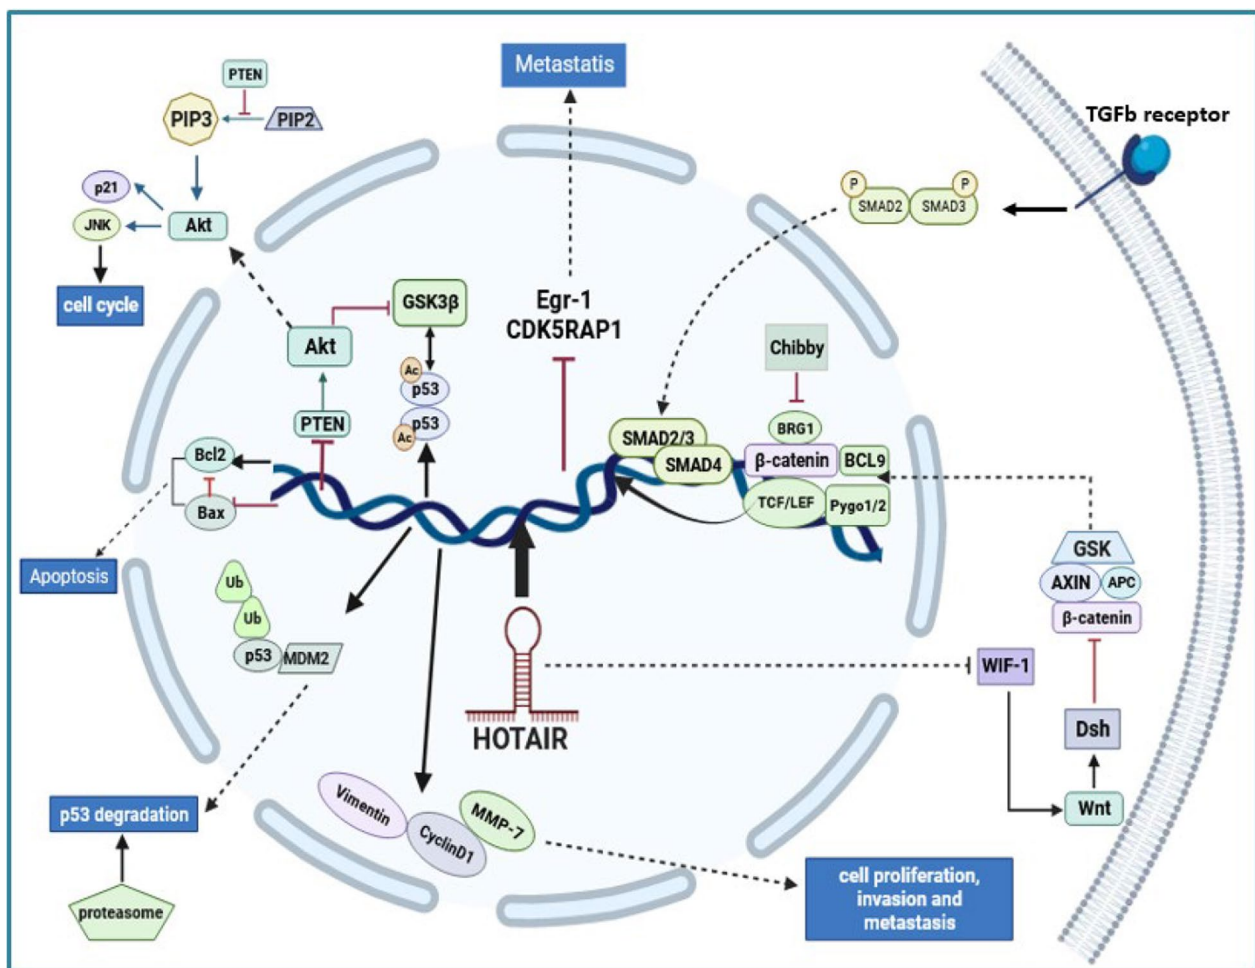 Metastatis
PTEN
PIP3
PIP2
TGFb receptor
p21
JNK
Akt
P
P
SMAD2
SMAD3
cell cycle
GSK3β
Egr-1
CDK5RAP1
Akt
Chibby
Ac
p53
PTEN
p53
Ac
BRG1
SMAD2/3
Bcl2
SMAD4
β-catenin
BCL9
TCF/LEF
Pygo1/2
Bax
GSK
Apoptosis
Ub
AXIN
APC
Ub
β-catenin
p53
MDM2
WIF-1
HOTAIR
Dsh
Vimentin
MMP-7
p53 degradation
Wnt
CyclinD1
cell proliferation,
invasion and
metastasis
proteasome